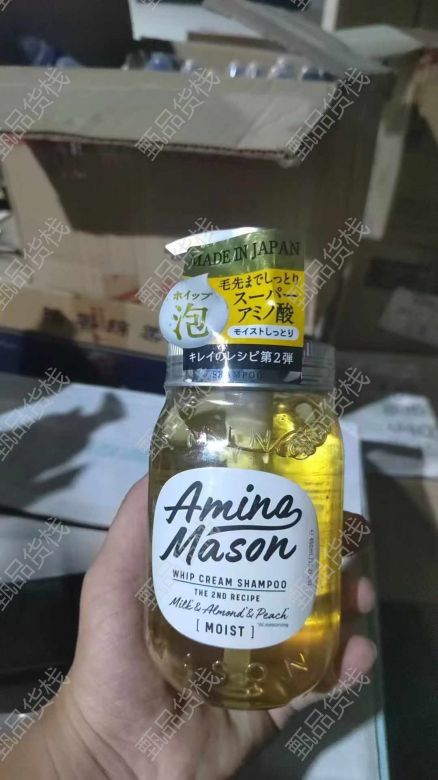 MADE IN JAPAN
毛先までしっとり
ホイップ
泡
スーパー
アミノ酸
モイストしっとり
キレイのレシピ第2弾
SHAMPOO
Amino
Mason
WHIP CREAM SHAMPOO
THE 2ND RECIPE
Milk & Almond & Peach
[ MOIST ]
甄品货栈